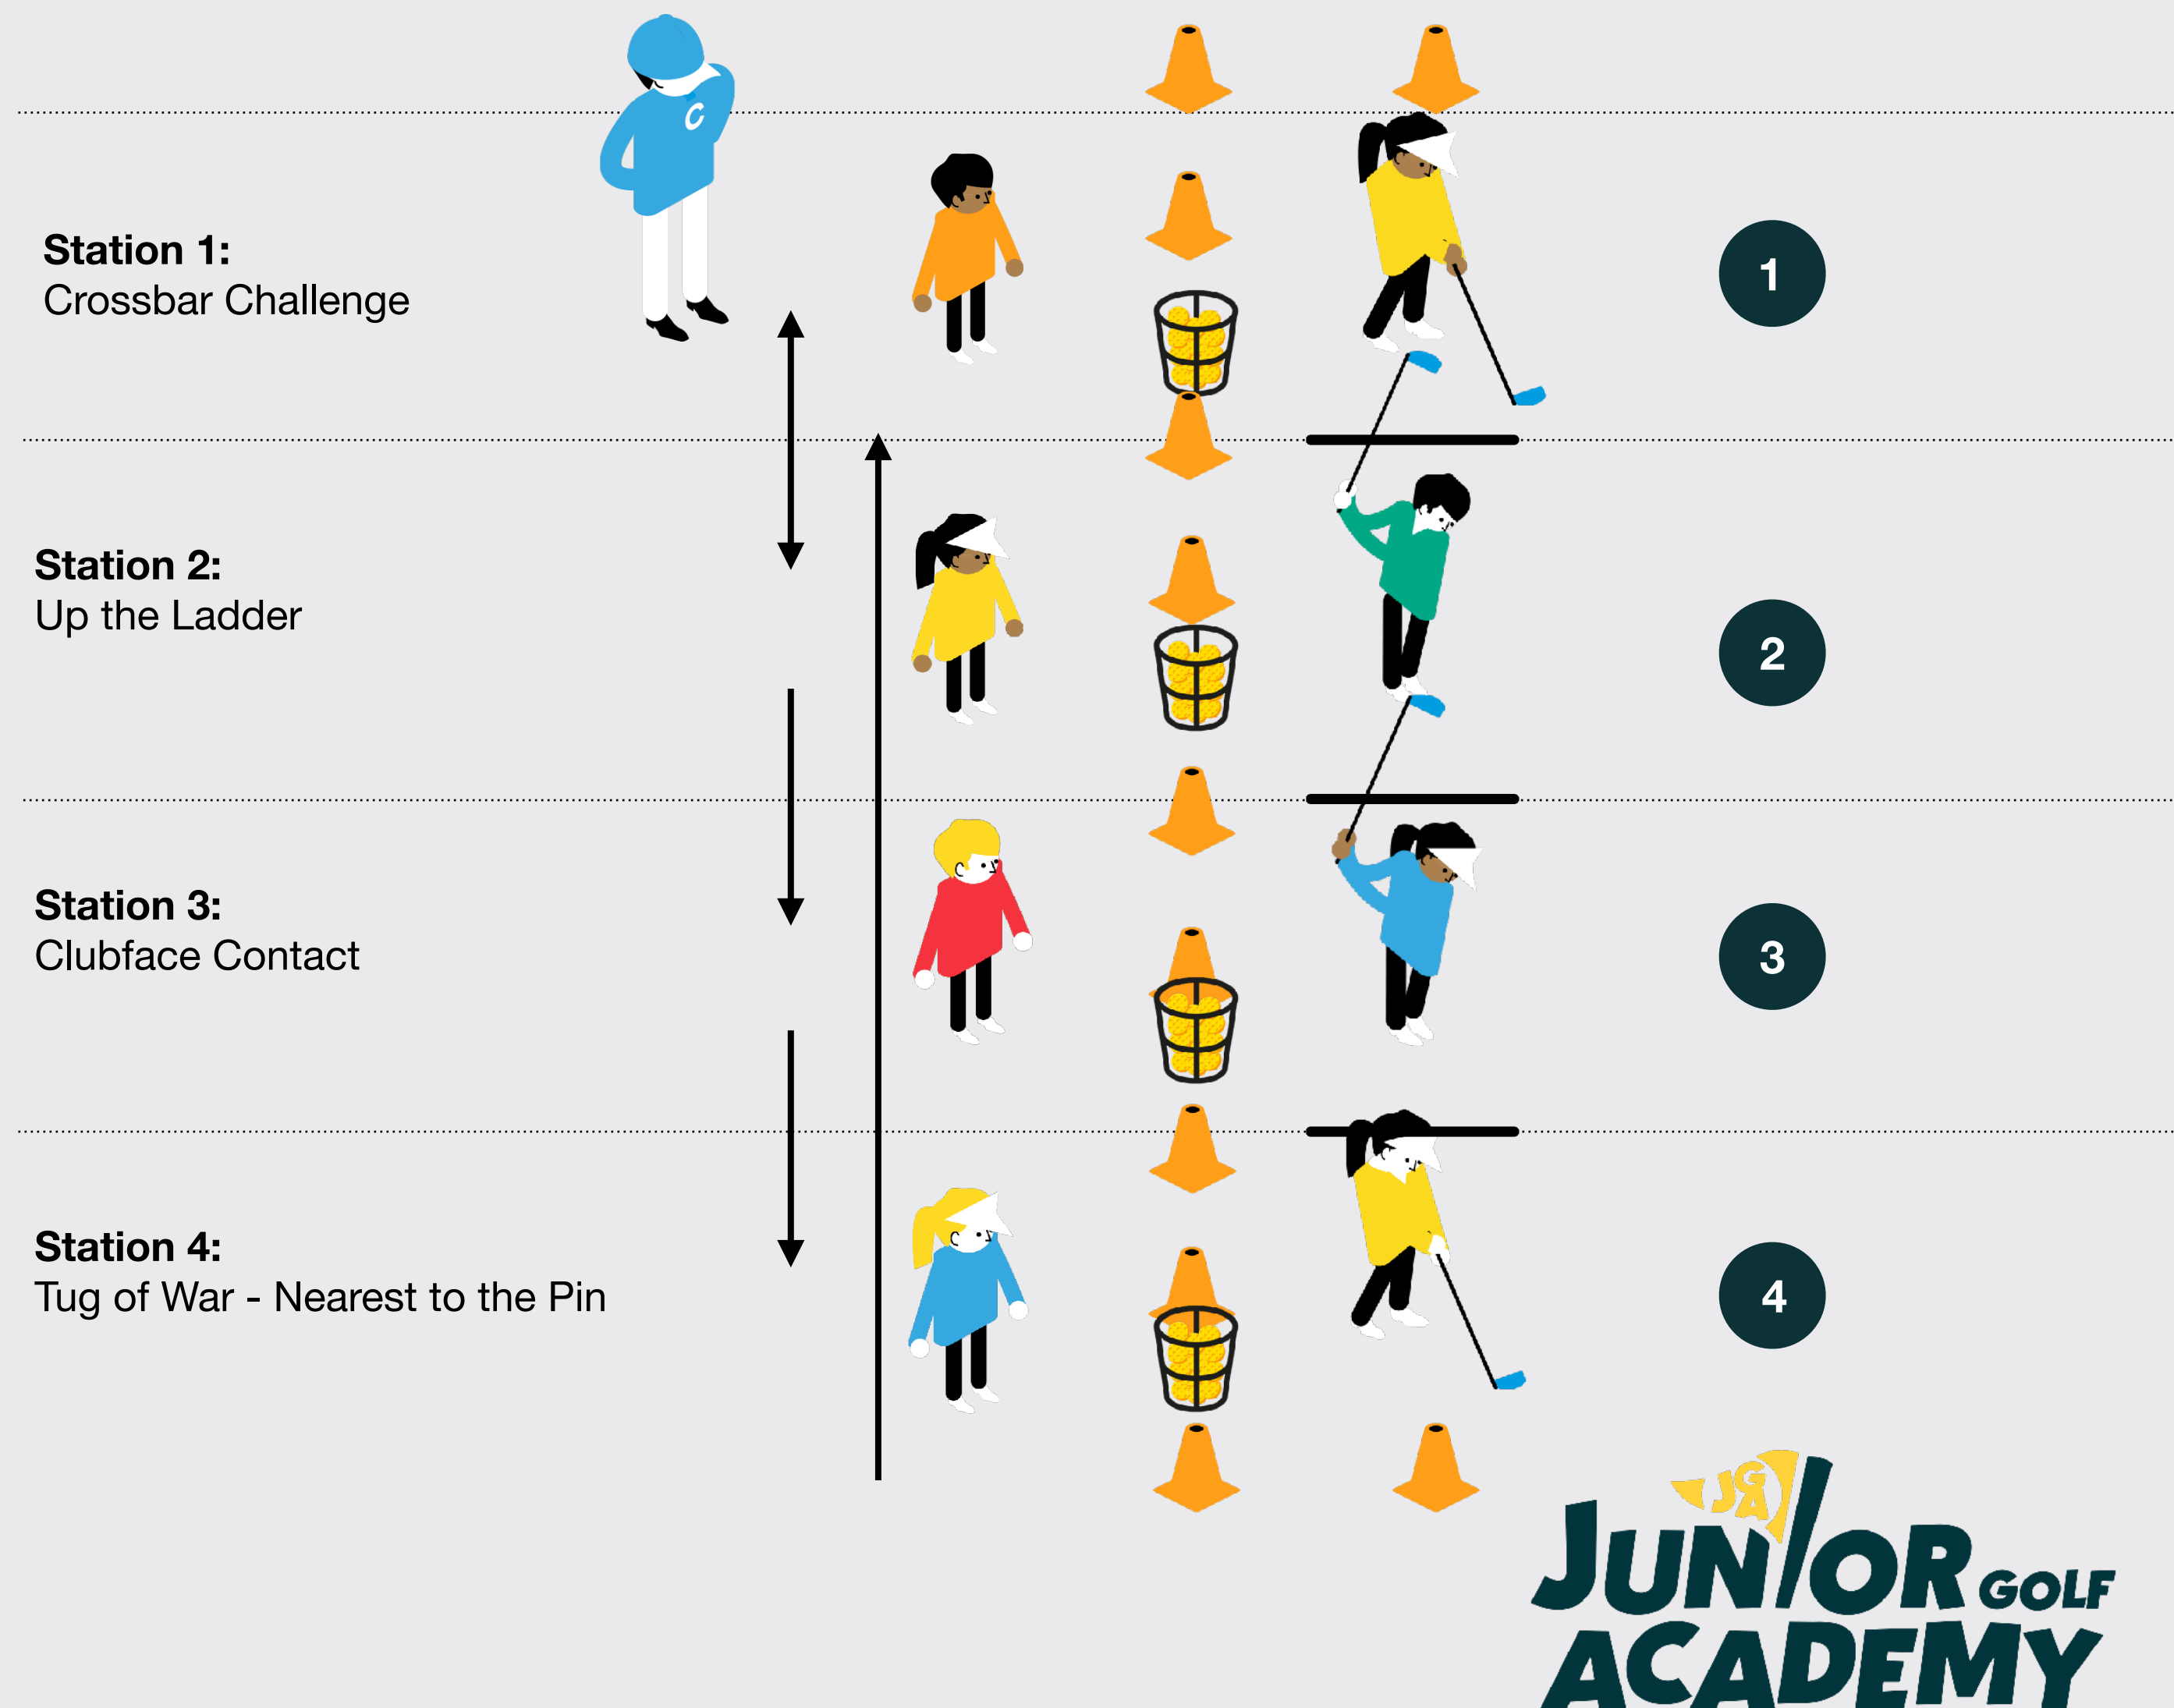 C
Station 1:
Crossbar Challenge
1
Station 2:
Up the Ladder
2
Station 3:
Clubface Contact
3
Station 4:
Tug of War - Nearest to the Pin
4
JGA
JUNIOR GOLF
ACADEMY